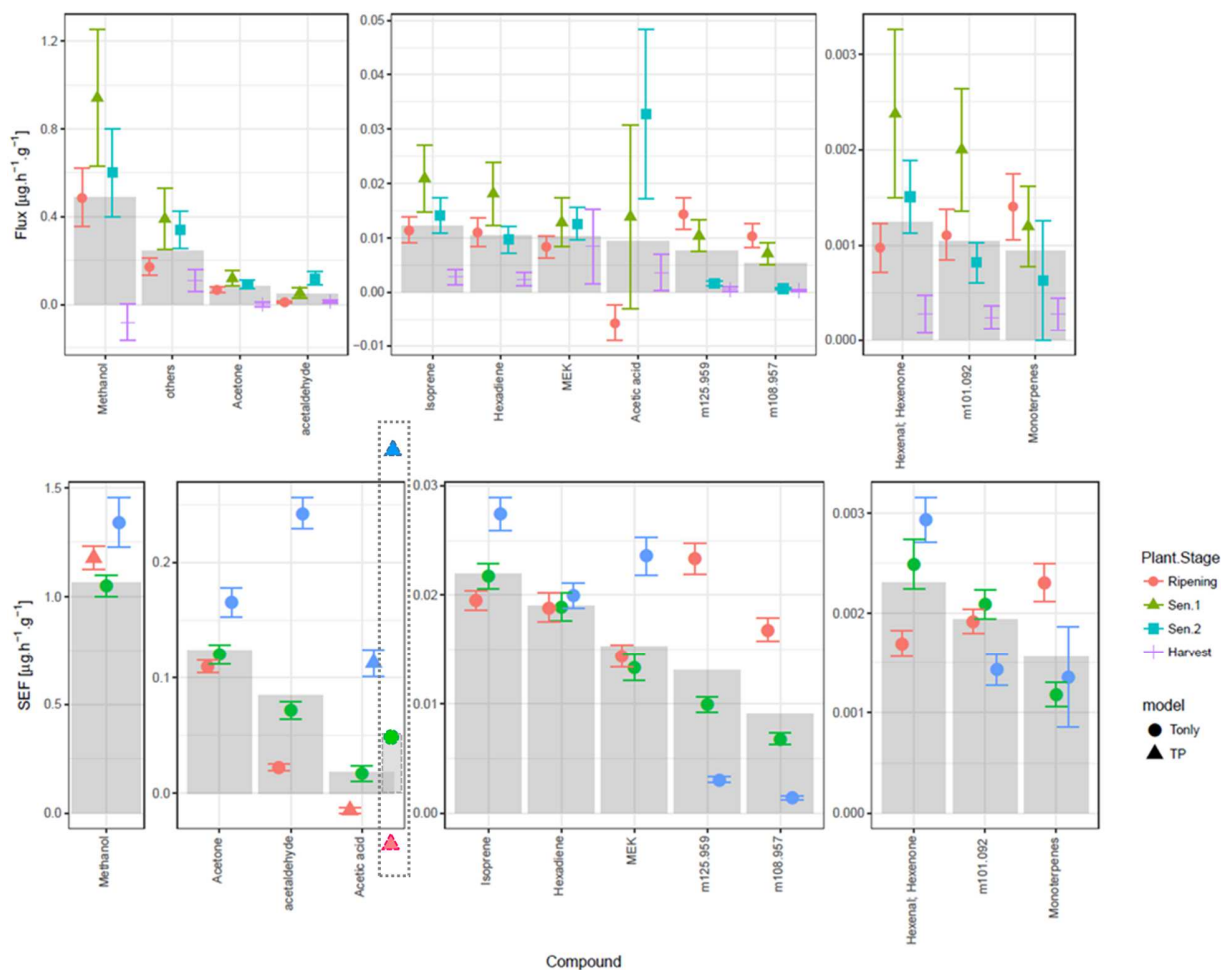 Flux [µg.h⁻¹.g⁻¹]
1.2
0.8
0.4
0.0
Methanol
others
Acetone
acetaldehyde
0.05
0.04
0.03
0.02
0.01
0.00
−0.01
Isoprene
Hexadiene
MEK
Acetic acid
m125.959
m108.957
0.003
0.002
0.001
0.000
Hexenal; Hexenone
m101.092
Monoterpenes
SEF [µg.h⁻¹.g⁻¹]
1.5
1.0
0.5
0.0
Methanol
0.2
0.1
0.0
Acetone
acetaldehyde
Acetic acid
0.03
0.02
0.01
0.00
Isoprene
Hexadiene
MEK
m125.959
m108.957
0.003
0.002
0.001
0.000
Hexenal; Hexenone
m101.092
Monoterpenes
Plant.Stage
Ripening
Sen.1
Sen.2
Harvest
model
Tonly
TP
Compound